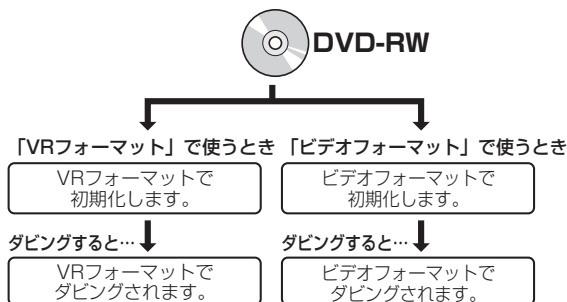 DVD-RW
「VRフォーマット」で使うとき
VRフォーマットで
初期化します。
ダビングすると…
VRフォーマットで
ダビングされます。
「ビデオフォーマット」で使うとき
ビデオフォーマットで
初期化します。
ダビングすると…
ビデオフォーマットで
ダビングされます。